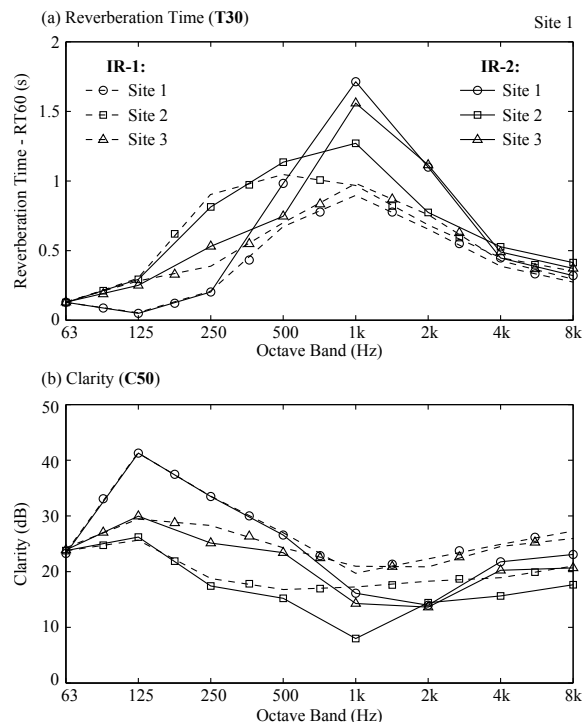 (a) Reverberation Time (T30)
Site 1
IR-1:
Site 1
Site 2
Site 3
IR-2:
Site 1
Site 2
Site 3
Reverberation Time - RT60 (s)
2
1.5
1
0.5
0
63 125 250 500 1k 2k 4k 8k
Octave Band (Hz)
(b) Clarity (C50)
Clarity (dB)
50
40
30
20
10
0
63 125 250 500 1k 2k 4k 8k
Octave Band (Hz)